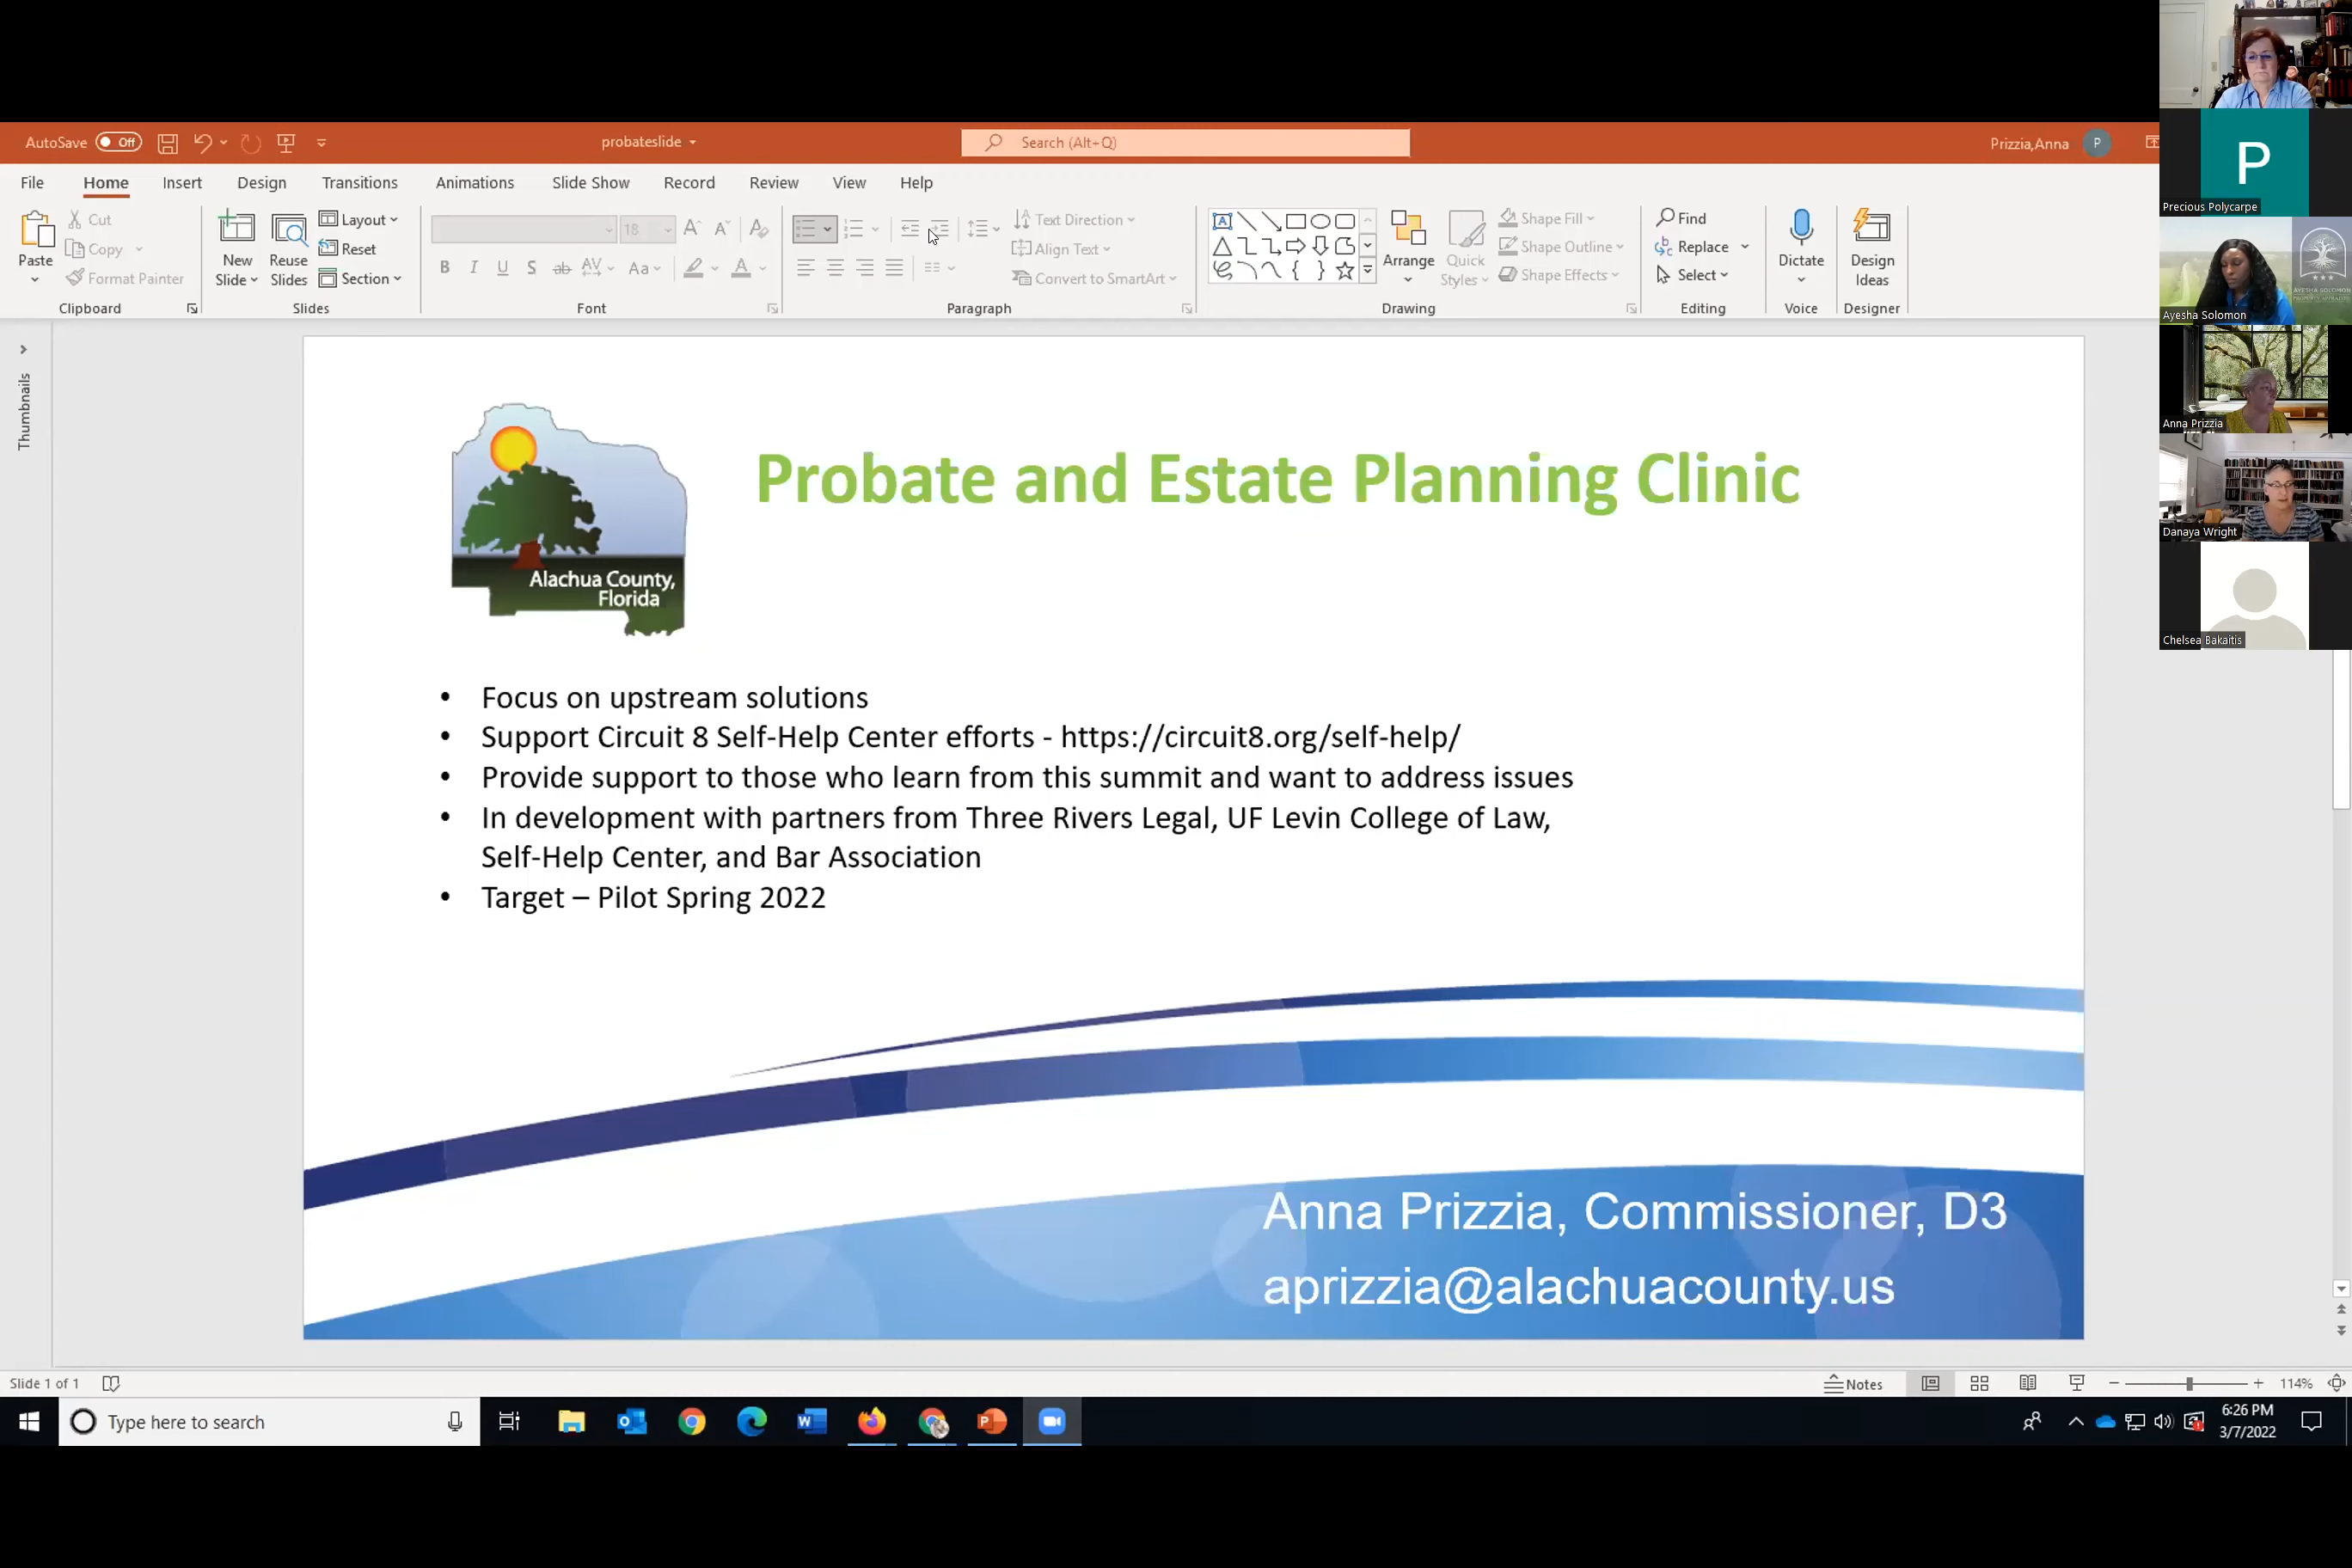 AutoSave
Off
probateslide
Search (Alt+Q)
Prizzia,Anna
P
File
Home
Insert
Design
Transitions
Animations
Slide Show
Record
Review
View
Help
Paste
Cut
Copy
Format Painter
Clipboard
New
Slide
Reuse
Slides
Layout
Reset
Section
Slides
18
Font
Text Direction
Align Text
Convert to SmartArt
Paragraph
Arrange
Quick
Styles
Shape Fill
Shape Outline
Shape Effects
Drawing
Find
Replace
Select
Editing
Dictate
Voice
Design
Ideas
Designer
Thumbnails
Alachua County,
Florida
Probate and Estate Planning Clinic
• Focus on upstream solutions
• Support Circuit 8 Self-Help Center efforts - https://circuit8.org/self-help/
• Provide support to those who learn from this summit and want to address issues
• In development with partners from Three Rivers Legal, UF Levin College of Law,
Self-Help Center, and Bar Association
• Target – Pilot Spring 2022
Anna Prizzia, Commissioner, D3
aprizzia@alachuacounty.us
P
Precious Polycarpe
AYESHA SOLOMON
Ayesha Solomon
Anna Prizzia
Danaya Wright
Chelsea Bakaitis
Slide 1 of 1
Notes
114%
Type here to search
6:26 PM
3/7/2022